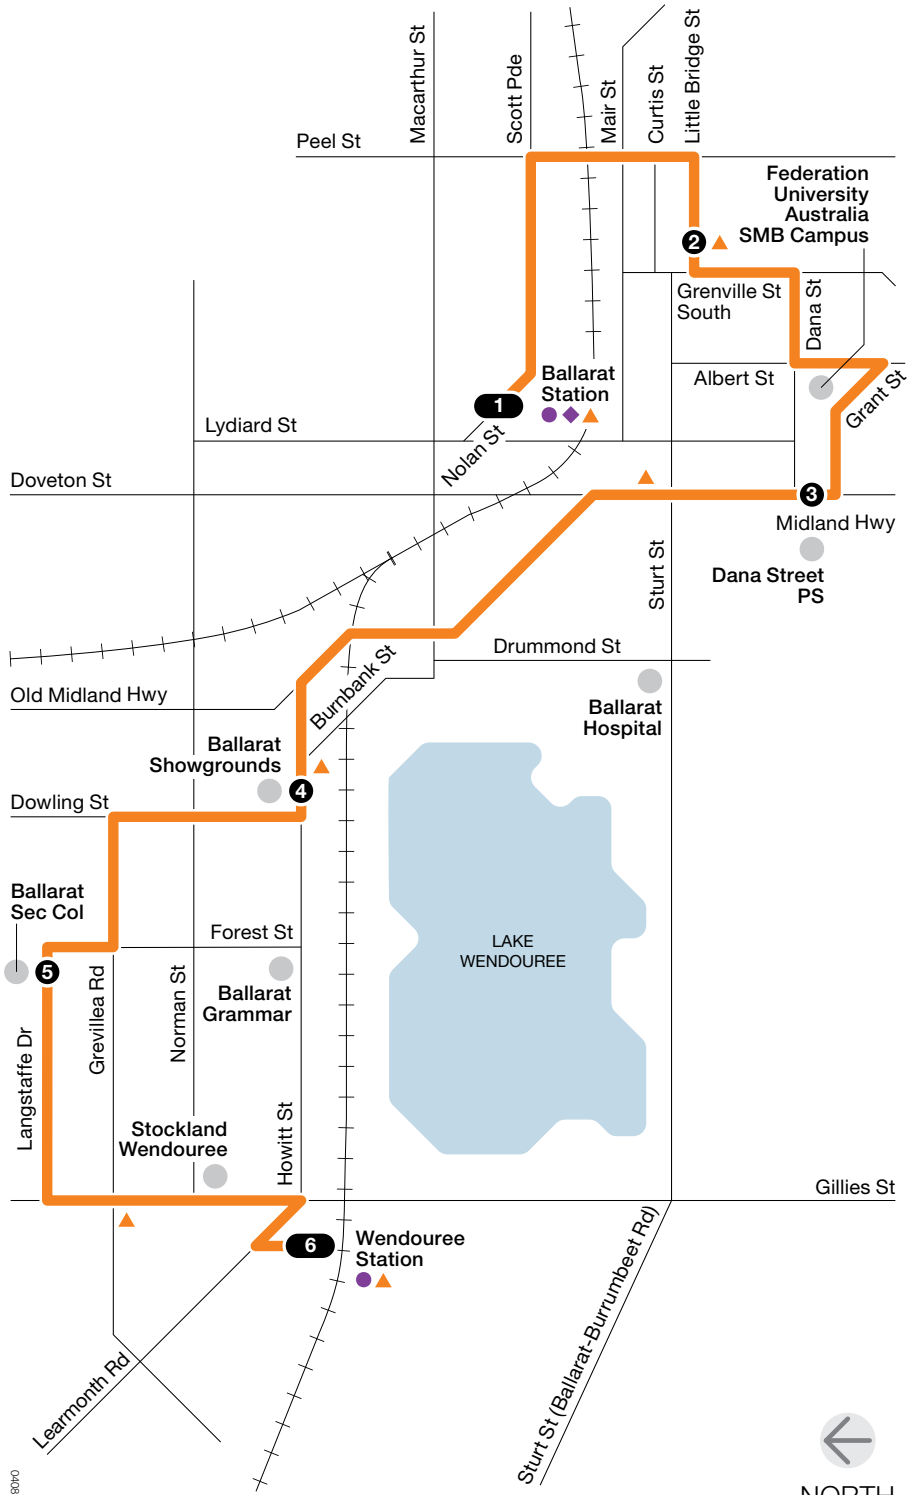 Macarthur St
Scott Pde
Mair St
Curtis St
Little Bridge St
Peel St
Federation
University
Australia
SMB Campus
2
Grenville St
South
Dana St
Ballarat
Station
Albert St
Grant St
1
Lydiard St
Nolan St
Doveton St
3
Midland Hwy
Sturt St
Dana Street
PS
Drummond St
Burnbank St
Old Midland Hwy
Ballarat
Hospital
Ballarat
Showgrounds
4
Dowling St
Ballarat
Sec Col
Forest St
LAKE
WENDOUREE
5
Ballarat
Grammar
Langstaffe Dr
Grevillea Rd
Norman St
Howitt St
Stockland
Wendouree
Gillies St
6
Wendouree
Station
Learmonth Rd
Sturt St (Ballarat-Burrumbeet Rd)
0408
NORTH